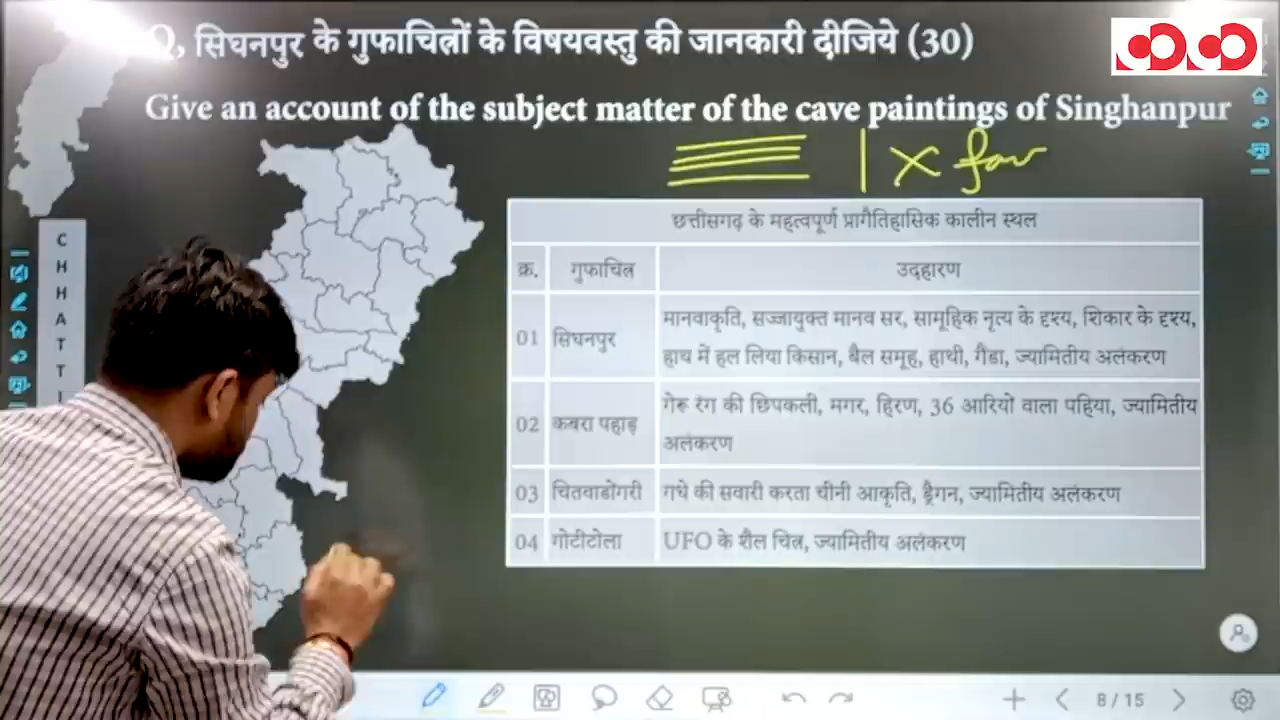 Q, सिघनपुर के गुफाचित्रों के विषयवस्तु की जानकारी दीजिये (30)
Give an account of the subject matter of the cave paintings of Singhanpur
छत्तीसगढ़ के महत्वपूर्ण प्रागैतिहासिक कालीन स्थल
क्र. गुफाचित्र उदहारण
01 सिघनपुर मानवाकृति, सज्जायुक्त मानव सर, सामूहिक नृत्य के दृश्य, शिकार के दृश्य,
हाथ में हल लिया किसान, बैल समूह, हाथी, गैंडा, ज्यामितीय अलंकरण
02 कबरा पहाड़ गेरू रंग की छिपकली, मगर, हिरण, 36 आरियों वाला पहिया, ज्यामितीय
अलंकरण
03 चितवाडोंगरी गधे की सवारी करता चीनी आकृति, ड्रैगन, ज्यामितीय अलंकरण
04 गोटीटोला UFO के शैल चित्र, ज्यामितीय अलंकरण
C
H
H
A
T
T
I
8 / 15